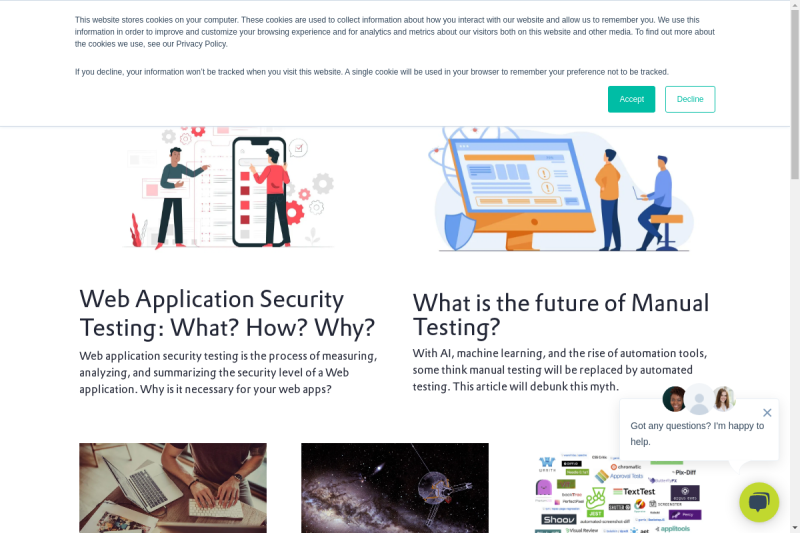 This website stores cookies on your computer. These cookies are used to collect information about how you interact with our website and allow us to remember you. We use this
information in order to improve and customize your browsing experience and for analytics and metrics about our visitors both on this website and other media. To find out more about
the cookies we use, see our Privacy Policy.
If you decline, your information won't be tracked when you visit this website. A single cookie will be used in your browser to remember your preference not to be tracked.
Accept
Decline
Web Application Security
Testing: What? How? Why?
Web application security testing is the process of measuring,
analyzing, and summarizing the security level of a Web
application. Why is it necessary for your web apps?
What is the future of Manual
Testing?
With AI, machine learning, and the rise of automation tools,
some think manual testing will be replaced by automated
testing. This article will debunk this myth.
Got any questions? I'm happy to
help.
chromatic
Pix-Diff
Approval Tests
TextTest
JEST
SHUTTER
SCREENSTER
Shoov
automated screenshot diff
Visual Review
aet
applitools